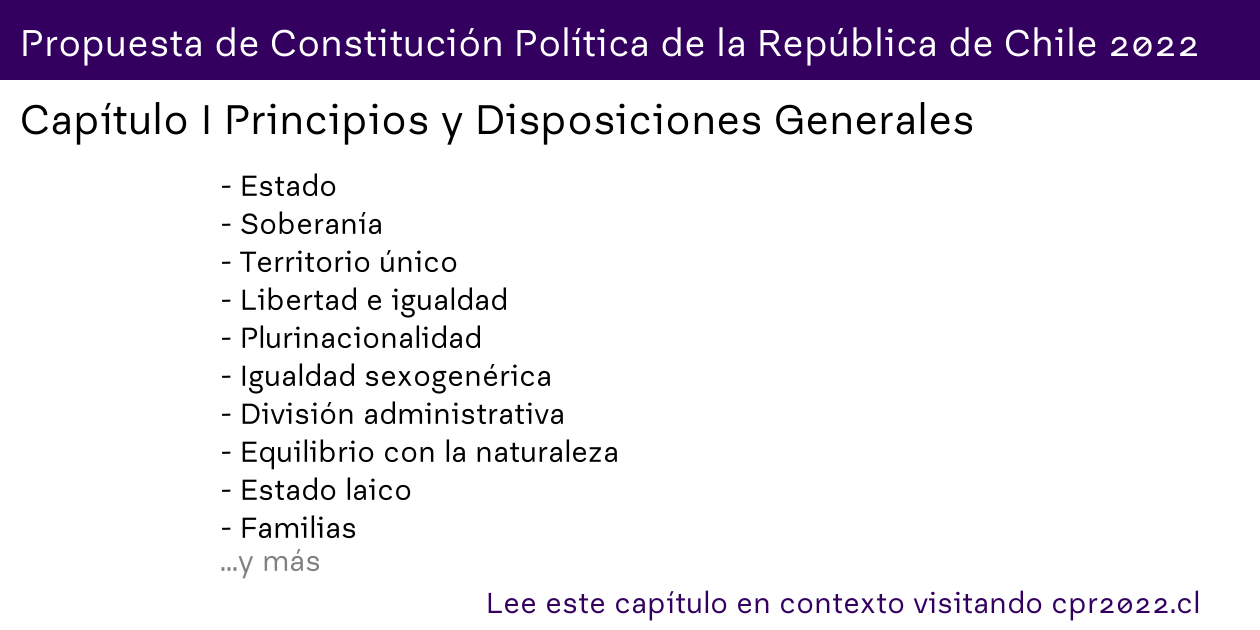 Propuesta de Constitución Política de la República de Chile 2022
Capítulo I Principios y Disposiciones Generales
- Estado
- Soberanía
- Territorio único
- Libertad e igualdad
- Plurinacionalidad
- Igualdad sexogenérica
- División administrativa
- Equilibrio con la naturaleza
- Estado laico
- Familias
...y más
Lee este capítulo en contexto visitando cpr2022.cl